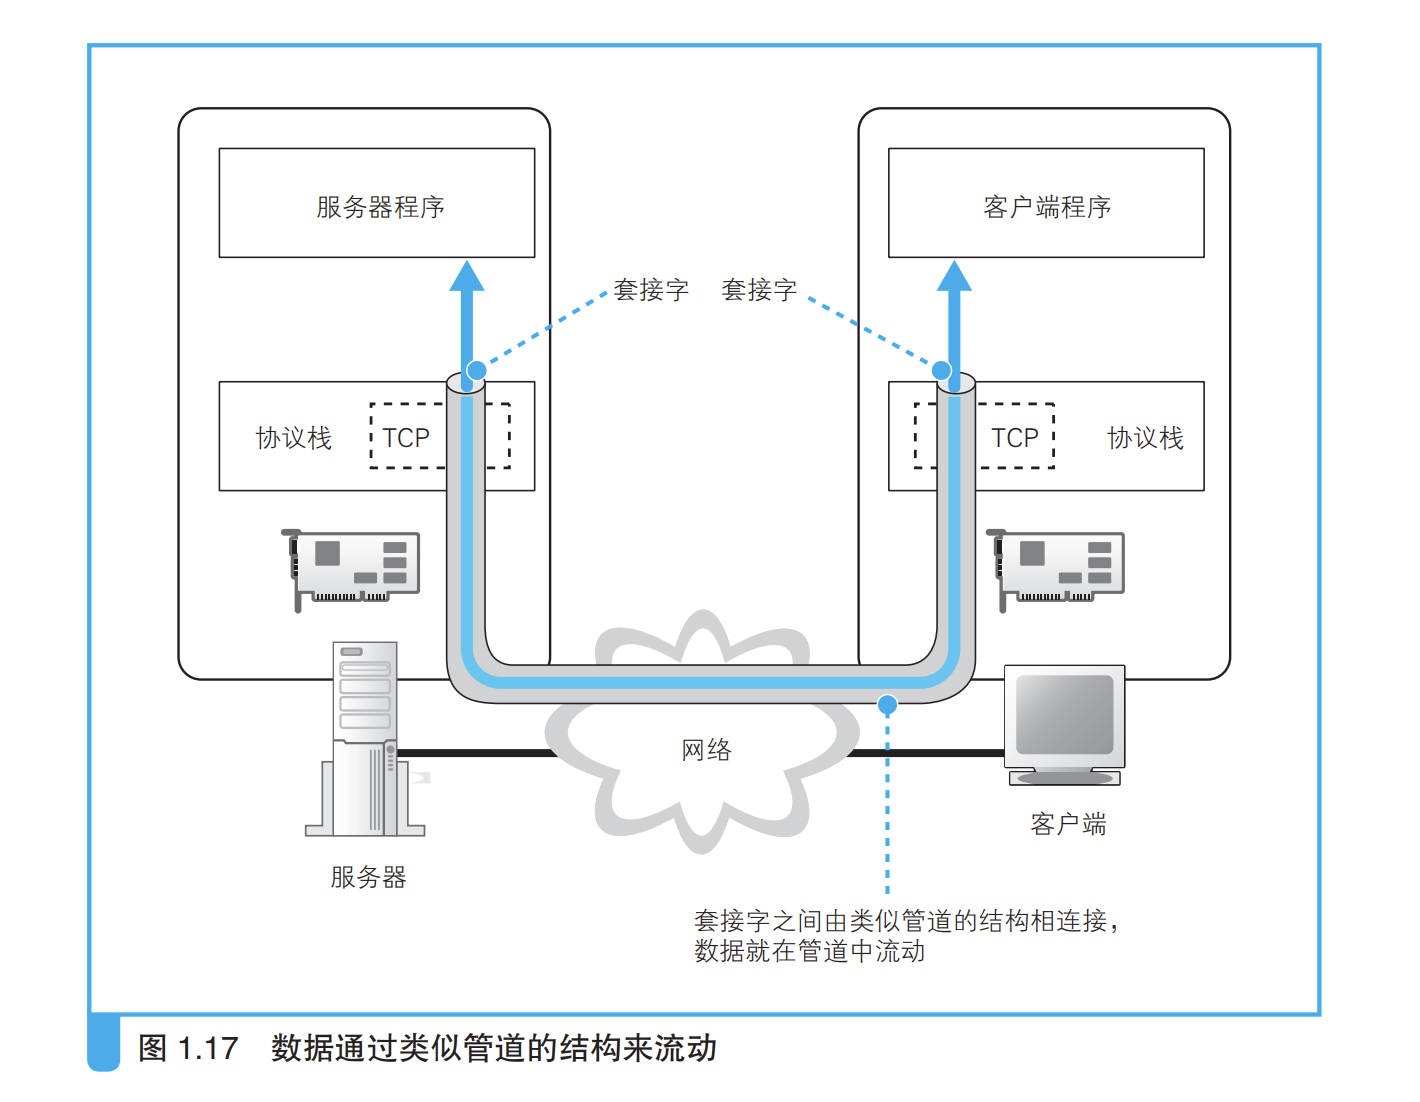 服务器程序
客户端程序
套接字
套接字
协议栈
TCP
TCP
协议栈
网络
客户端
服务器
套接字之间由类似管道的结构相连接，
数据就在管道中流动
图 1.17 数据通过类似管道的结构来流动